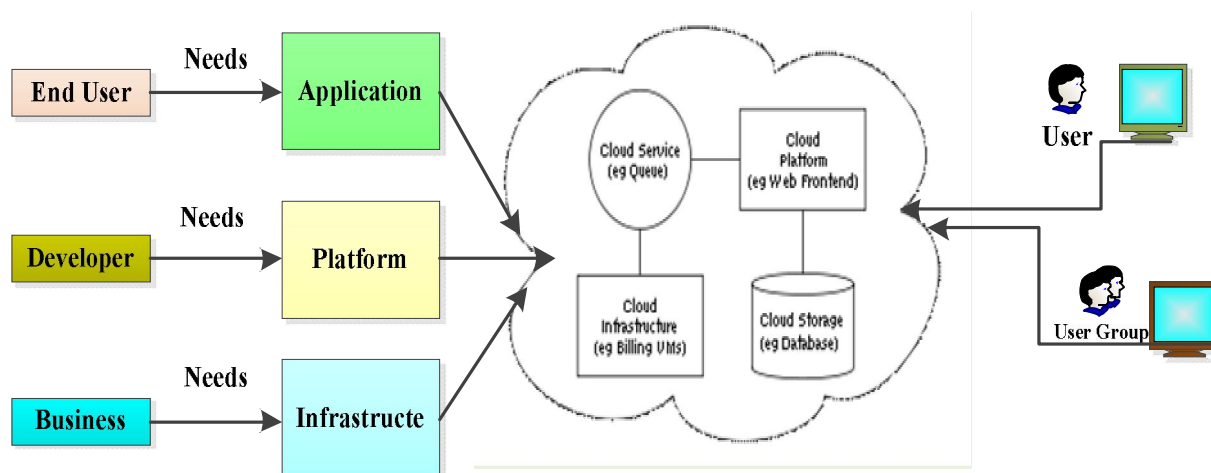 Needs
End User
Application
Needs
Developer
Platform
Needs
Business
Infrastructe
Cloud Service
(eg Queue)
Cloud
Platform
(eg Web Frontend)
Cloud
Infrastructure
(eg Billing VMs)
Cloud Storage
(eg Database)
User
User Group